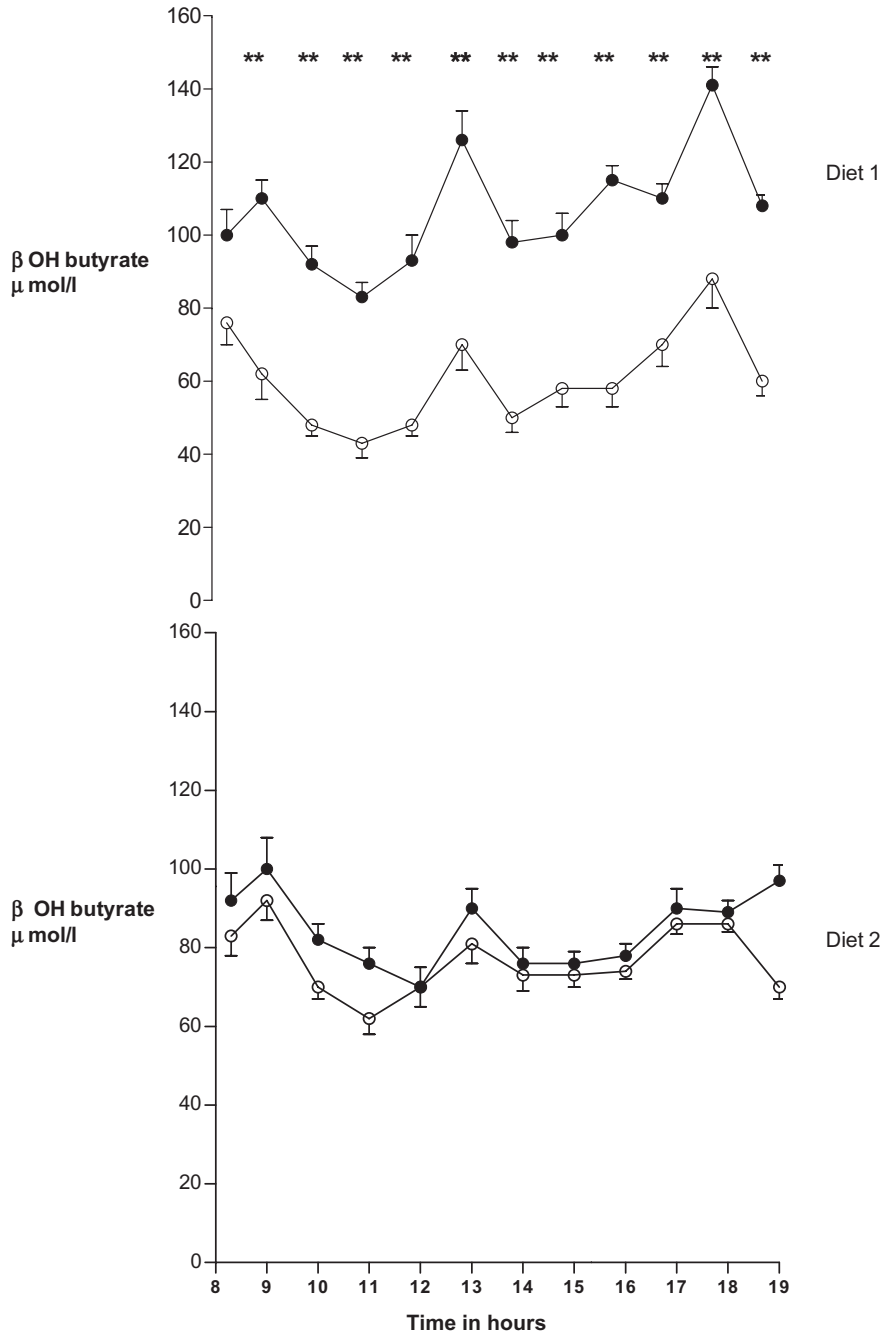 160
** ** ** ** ** ** ** ** ** ** **
140
120
Diet 1
100
β OH butyrate
μ mol/l
80
60
40
20
0
160
140
120
100
β OH butyrate
μ mol/l
Diet 2
80
60
40
20
0
8 9 10 11 12 13 14 15 16 17 18 19
Time in hours